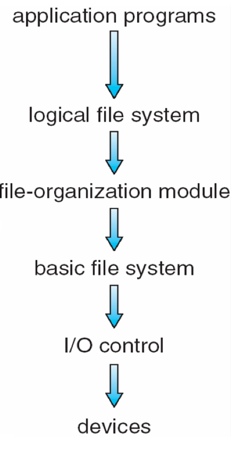 application programs
logical file system
file-organization module
basic file system
I/O control
devices